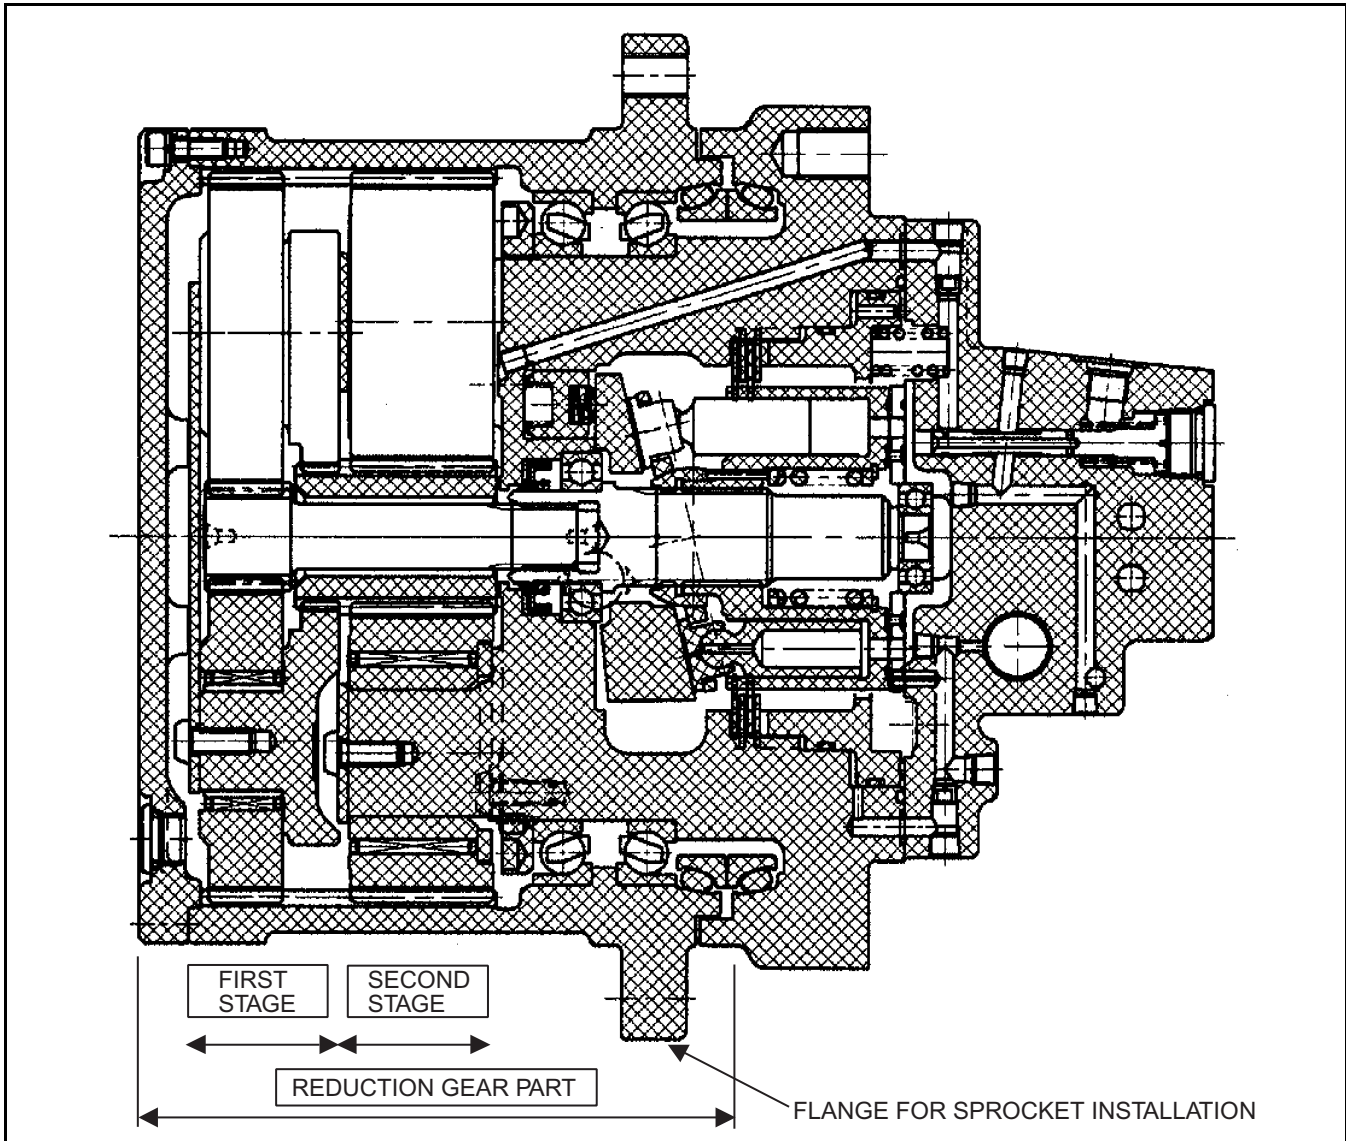 FIRST
STAGE
SECOND
STAGE
REDUCTION GEAR PART
FLANGE FOR SPROCKET INSTALLATION